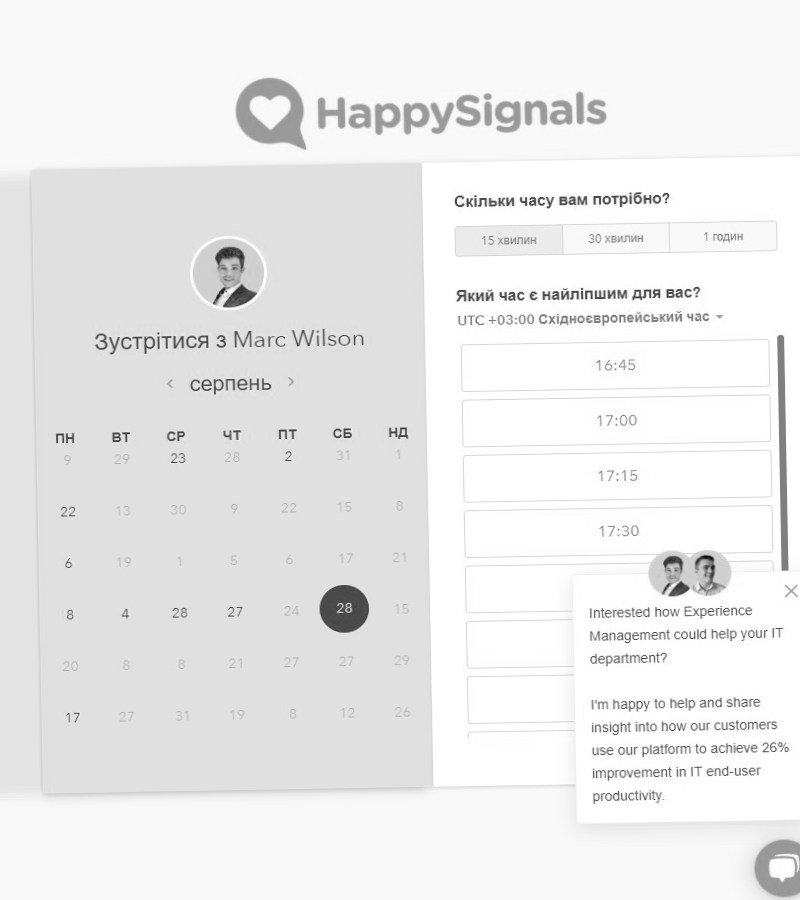 HappySignals
Зустрітися з Marc Wilson
серпень
ПН ВТ СР ЧТ ПТ СБ НД
9 29 23 28 2 31 1
22 13 30 9 22 15 8
6 19 1 5 6 17 21
8 4 28 27 24 28 15
20 8 8 21 27 27 29
17 27 31 19 8 12 26
Скільки часу вам потрібно?
15 хвилин 30 хвилин 1 годин
Який час є найліпшим для вас?
UTC +03:00 Східноєвропейський час
16:45
17:00
17:15
17:30
Interested how Experience
Management could help your IT
department?
I'm happy to help and share
insight into how our customers
use our platform to achieve 26%
improvement in IT end-user
productivity.